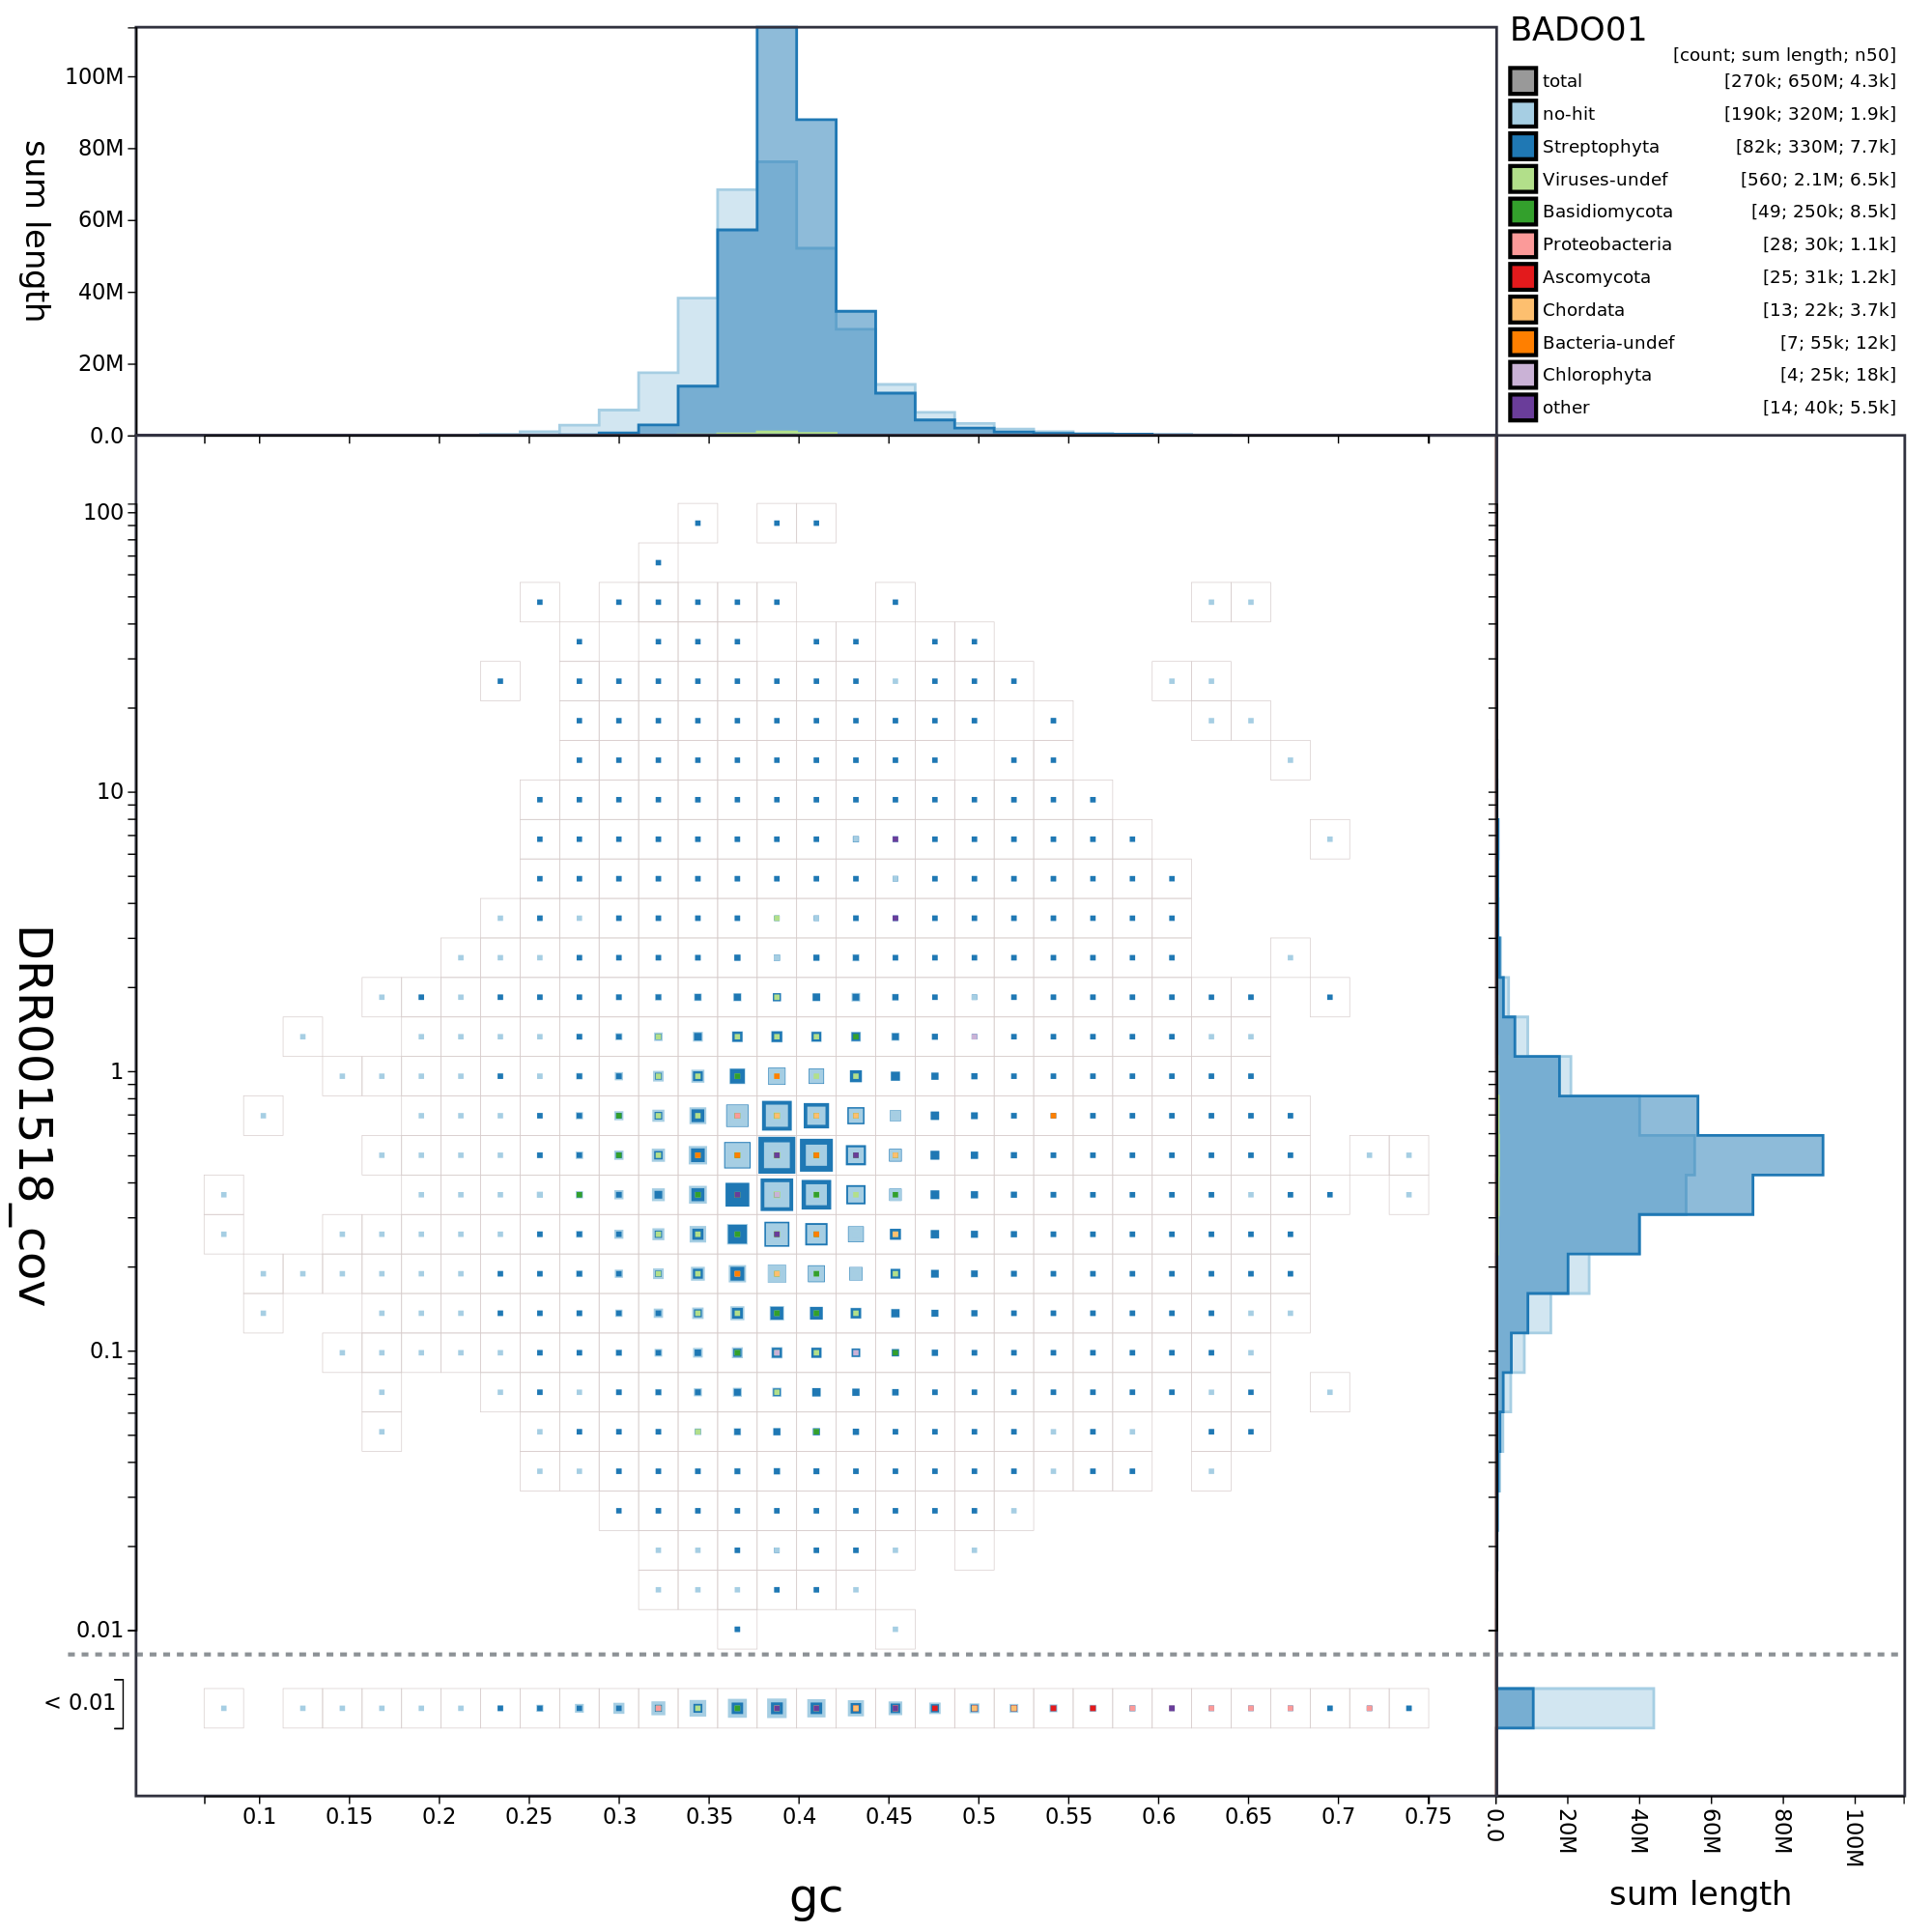 BADO01
[count; sum length; n50]
total [270k; 650M; 4.3k]
no-hit [190k; 320M; 1.9k]
Streptophyta [82k; 330M; 7.7k]
Viruses-undef [560; 2.1M; 6.5k]
Basidiomycota [49; 250k; 8.5k]
Proteobacteria [28; 30k; 1.1k]
Ascomycota [25; 31k; 1.2k]
Chordata [13; 22k; 3.7k]
Bacteria-undef [7; 55k; 12k]
Chlorophyta [4; 25k; 18k]
other [14; 40k; 5.5k]
sum length
100M
80M
60M
40M
20M
0.0
DRR001518_cov
100
10
1
0.1
0.01
< 0.01
0.1 0.15 0.2 0.25 0.3 0.35 0.4 0.45 0.5 0.55 0.6 0.65 0.7 0.75
gc
0.0 20M 40M 60M 80M 100M
sum length